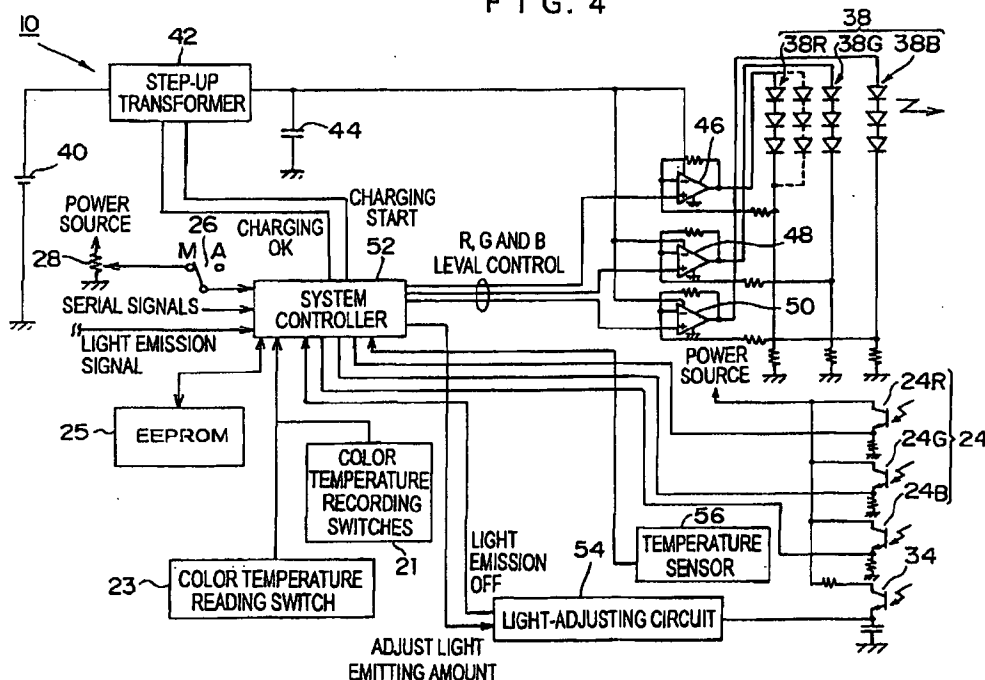 FIG. 4
10
42
STEP-UP
TRANSFORMER
44
40
38
38R 38G 38B
46
48
50
POWER
SOURCE
28
M 26 A
CHARGING
OK
CHARGING
START
52
SYSTEM
CONTROLLER
R, G AND B
LEVAL CONTROL
SERIAL SIGNALS
LIGHT EMISSION
SIGNAL
POWER
SOURCE
24R
24G
24
24B
34
25
EEPROM
COLOR
TEMPERATURE
RECORDING
SWITCHES
21
23
COLOR TEMPERATURE
READING SWITCH
LIGHT
EMISSION
OFF
56
TEMPERATURE
SENSOR
54
LIGHT-ADJUSTING CIRCUIT
ADJUST LIGHT
EMITTING AMOUNT